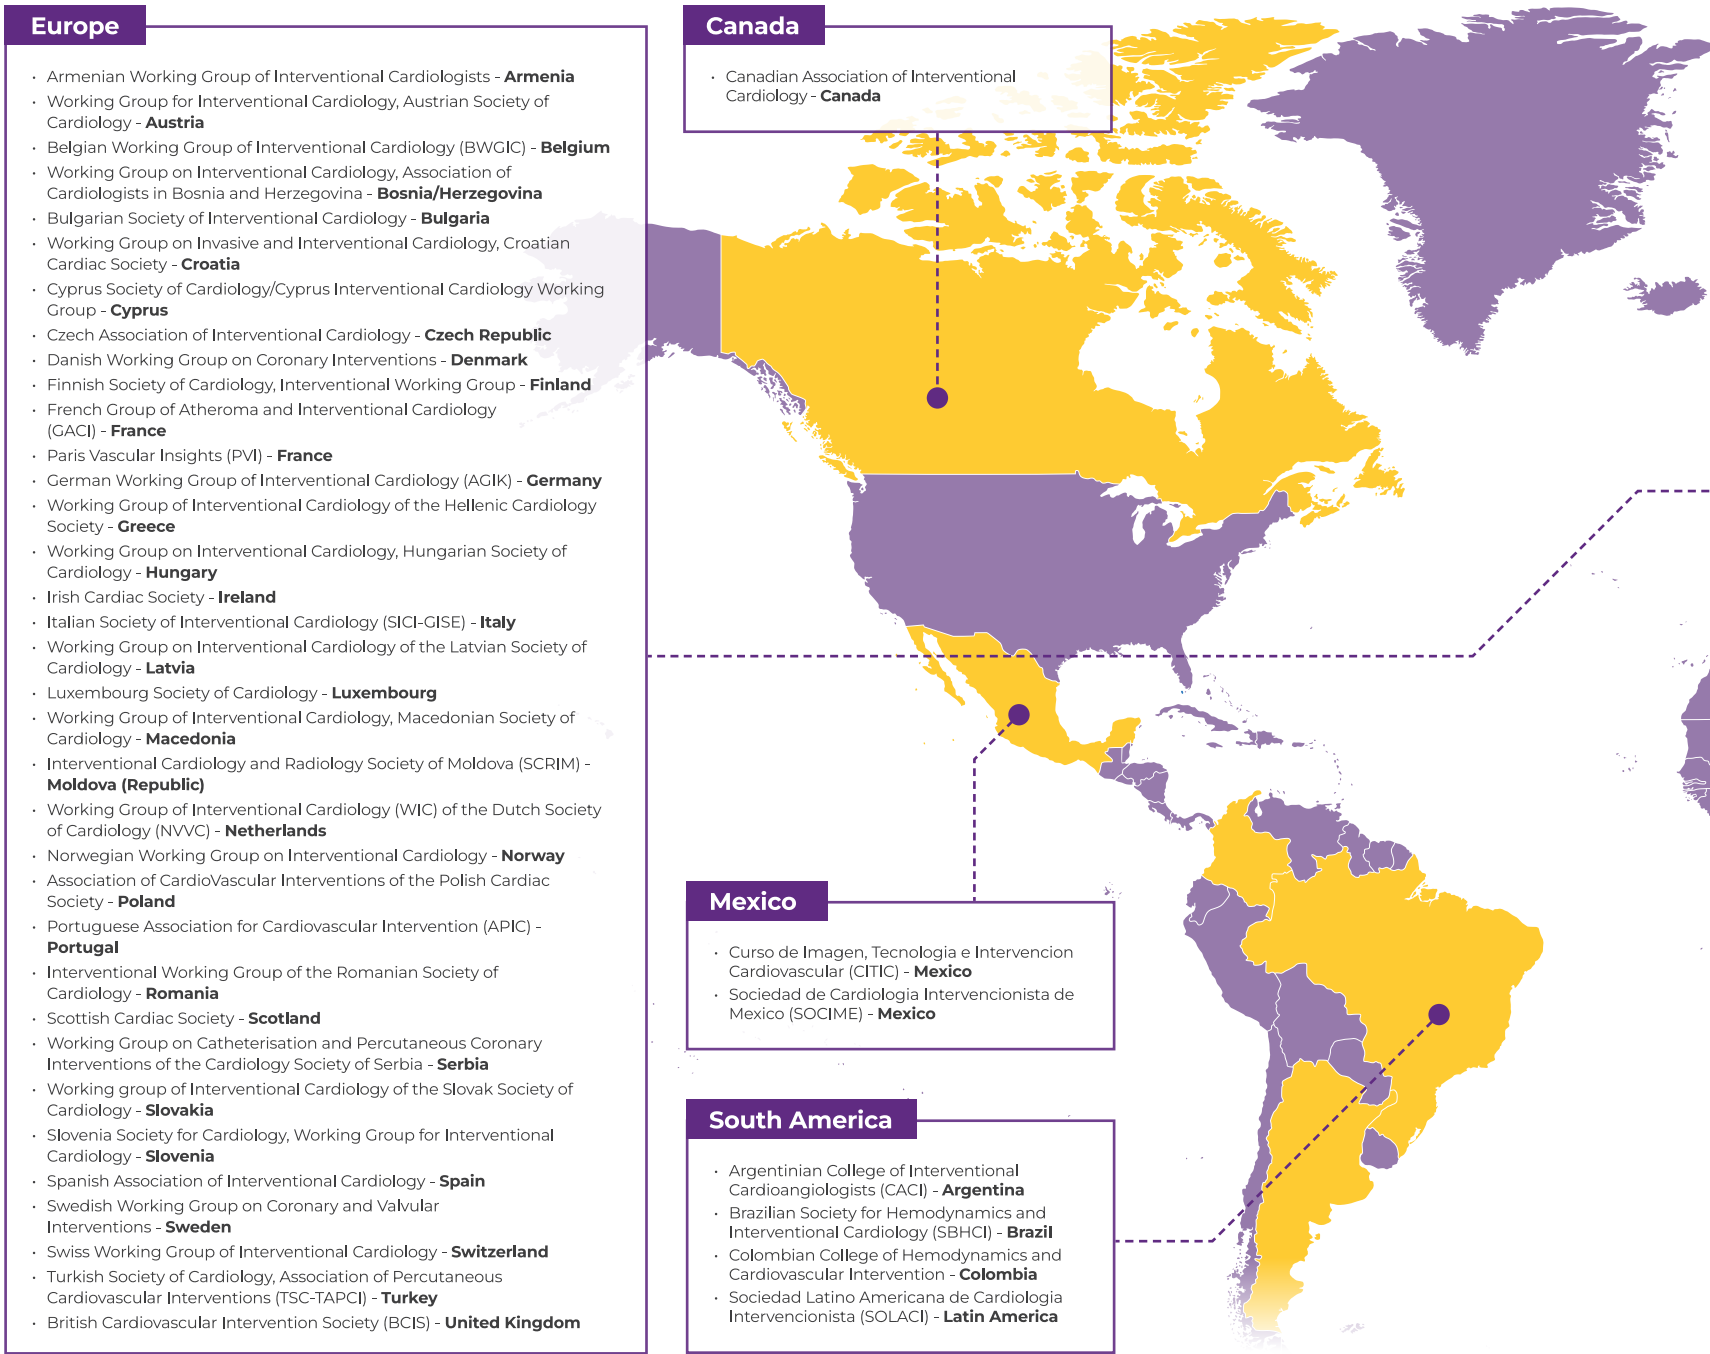 Europe
· Armenian Working Group of Interventional Cardiologists - Armenia
· Working Group for Interventional Cardiology, Austrian Society of
Cardiology - Austria
· Belgian Working Group of Interventional Cardiology (BWGIC) - Belgium
· Working Group on Interventional Cardiology, Association of
Cardiologists in Bosnia and Herzegovina - Bosnia/Herzegovina
· Bulgarian Society of Interventional Cardiology - Bulgaria
· Working Group on Invasive and Interventional Cardiology, Croatian
Cardiac Society - Croatia
· Cyprus Society of Cardiology/Cyprus Interventional Cardiology Working
Group - Cyprus
· Czech Association of Interventional Cardiology - Czech Republic
· Danish Working Group on Coronary Interventions - Denmark
· Finnish Society of Cardiology, Interventional Working Group - Finland
· French Group of Atheroma and Interventional Cardiology
(GACI) - France
· Paris Vascular Insights (PVI) - France
· German Working Group of Interventional Cardiology (AGIK) - Germany
· Working Group of Interventional Cardiology of the Hellenic Cardiology
Society - Greece
· Working Group on Interventional Cardiology, Hungarian Society of
Cardiology - Hungary
· Irish Cardiac Society - Ireland
· Italian Society of Interventional Cardiology (SICI-GISE) - Italy
· Working Group on Interventional Cardiology of the Latvian Society of
Cardiology - Latvia
· Luxembourg Society of Cardiology - Luxembourg
· Working Group of Interventional Cardiology, Macedonian Society of
Cardiology - Macedonia
· Interventional Cardiology and Radiology Society of Moldova (SCRIM) -
Moldova (Republic)
· Working Group of Interventional Cardiology (WIC) of the Dutch Society
of Cardiology (NVVC) - Netherlands
· Norwegian Working Group on Interventional Cardiology - Norway
· Association of CardioVascular Interventions of the Polish Cardiac
Society - Poland
· Portuguese Association for Cardiovascular Intervention (APIC) -
Portugal
· Interventional Working Group of the Romanian Society of
Cardiology - Romania
· Scottish Cardiac Society - Scotland
· Working Group on Catheterisation and Percutaneous Coronary
Interventions of the Cardiology Society of Serbia - Serbia
· Working group of Interventional Cardiology of the Slovak Society of
Cardiology - Slovakia
· Slovenia Society for Cardiology, Working Group for Interventional
Cardiology - Slovenia
· Spanish Association of Interventional Cardiology - Spain
· Swedish Working Group on Coronary and Valvular
Interventions - Sweden
· Swiss Working Group of Interventional Cardiology - Switzerland
· Turkish Society of Cardiology, Association of Percutaneous
Cardiovascular Interventions (TSC-TAPCI) - Turkey
· British Cardiovascular Intervention Society (BCIS) - United Kingdom
Canada
· Canadian Association of Interventional
Cardiology - Canada
Mexico
· Curso de Imagen, Tecnologia e Intervencion
Cardiovascular (CITIC) - Mexico
· Sociedad de Cardiologia Intervencionista de
Mexico (SOCIME) - Mexico
South America
· Argentinian College of Interventional
Cardioangiologists (CACI) - Argentina
· Brazilian Society for Hemodynamics and
Interventional Cardiology (SBHCI) - Brazil
· Colombian College of Hemodynamics and
Cardiovascular Intervention - Colombia
· Sociedad Latino Americana de Cardiologia
Intervencionista (SOLACI) - Latin America